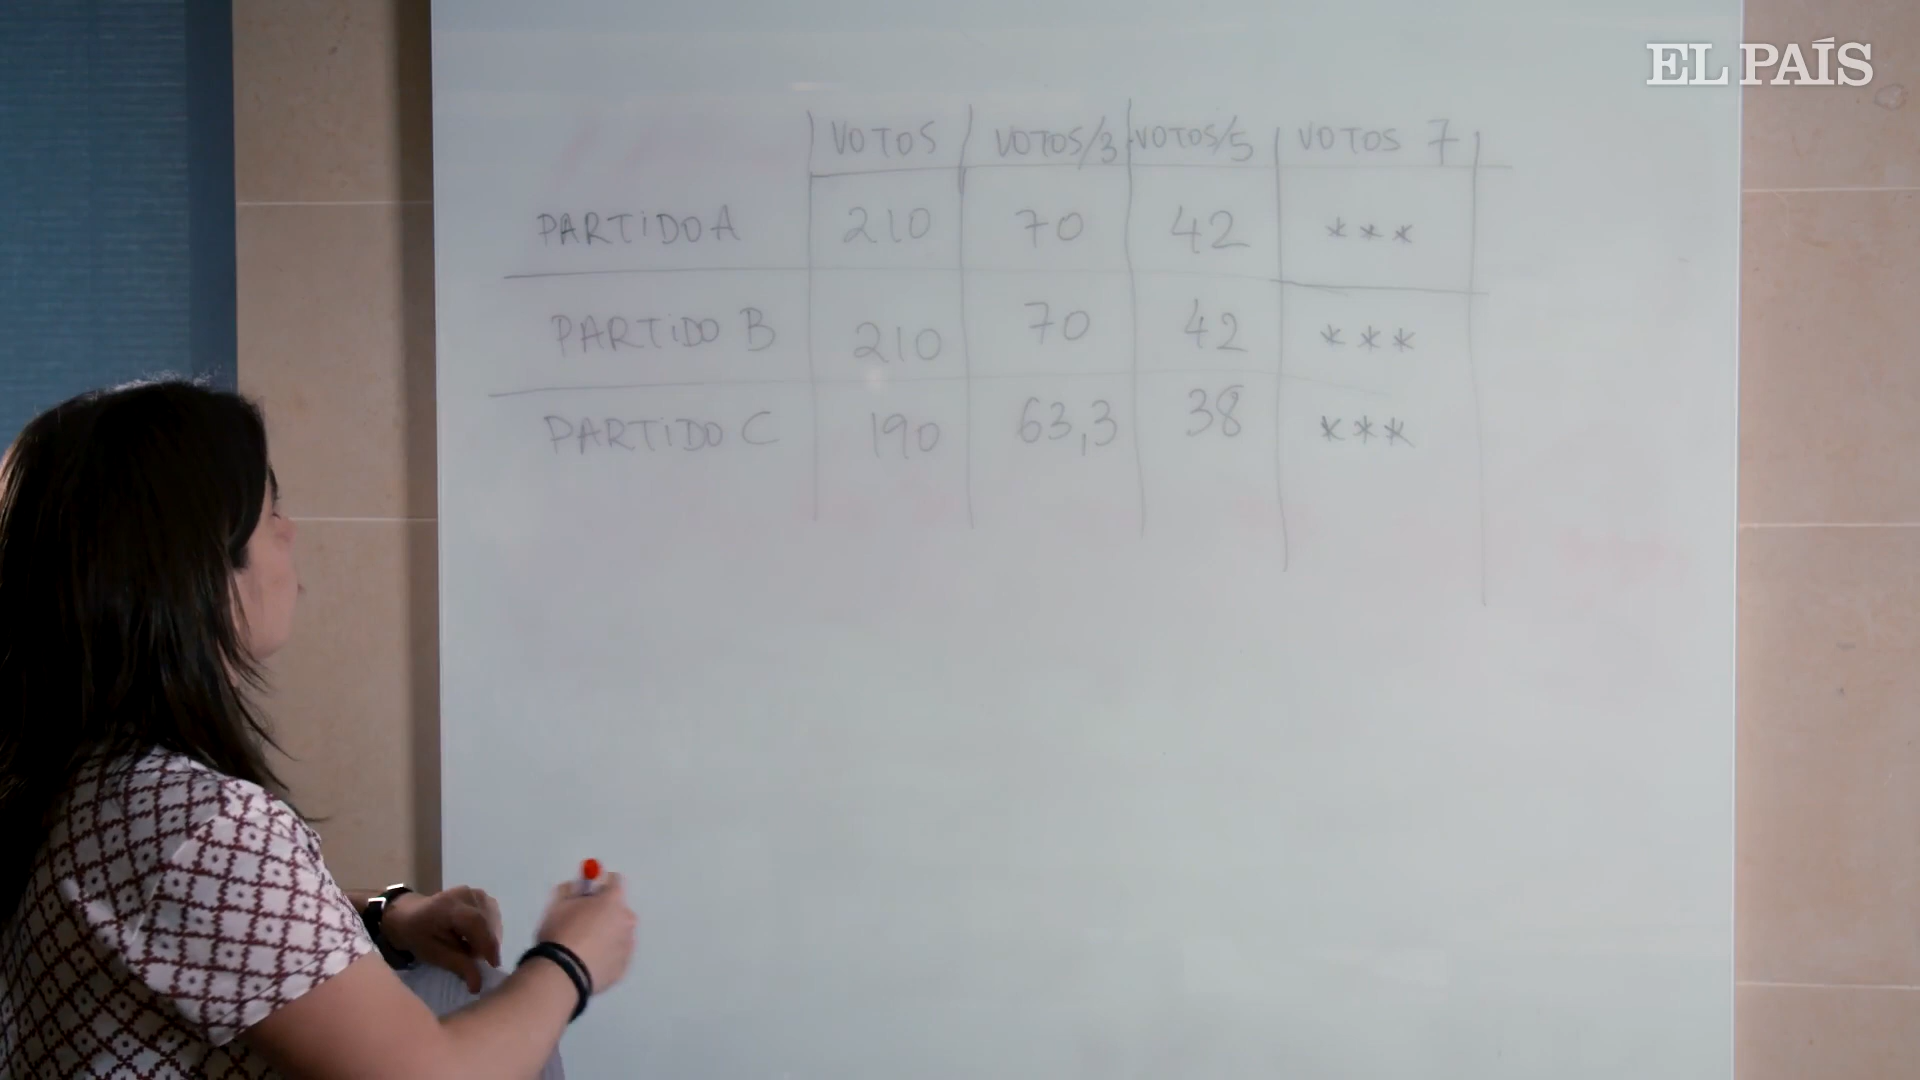 EL PAÍS
VOTOS VOTOS/3 VOTOS/5 VOTOS 7
PARTIDO A 210 70 42 ***
PARTIDO B 210 70 42 ***
PARTIDO C 190 63,3 38 ***